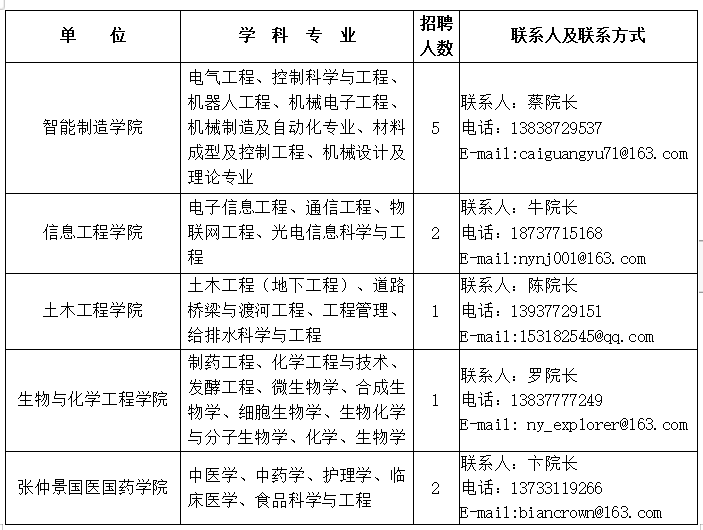 单 位
学 科 专 业
招聘
人数
联系人及联系方式
智能制造学院
电气工程、控制科学与工程、
机器人工程、机械电子工程、
机械制造及自动化专业、材料
成型及控制工程、机械设计及
理论专业
5
联系人：蔡院长
电话：13838729537
E-mail:caiguangyu71@163.com
信息工程学院
电子信息工程、通信工程、物
联网工程、光电信息科学与工
程
2
联系人：牛院长
电话：18737715168
E-mail:nynj001@163.com
土木工程学院
土木工程（地下工程）、道路
桥梁与渡河工程、工程管理、
给排水科学与工程
1
联系人：陈院长
电话：13937729151
E-mail:153182545@qq.com
生物与化学工程学院
制药工程、化学工程与技术、
发酵工程、微生物学、合成生
物学、细胞生物学、生物化学
与分子生物学、化学、生物学
1
联系人：罗院长
电话：13837777249
E-mail: ny_explorer@163.com
张仲景国医国药学院
中医学、中药学、护理学、临
床医学、食品科学与工程
2
联系人：卞院长
电话：13733119266
E-mail:biancrown@163.com